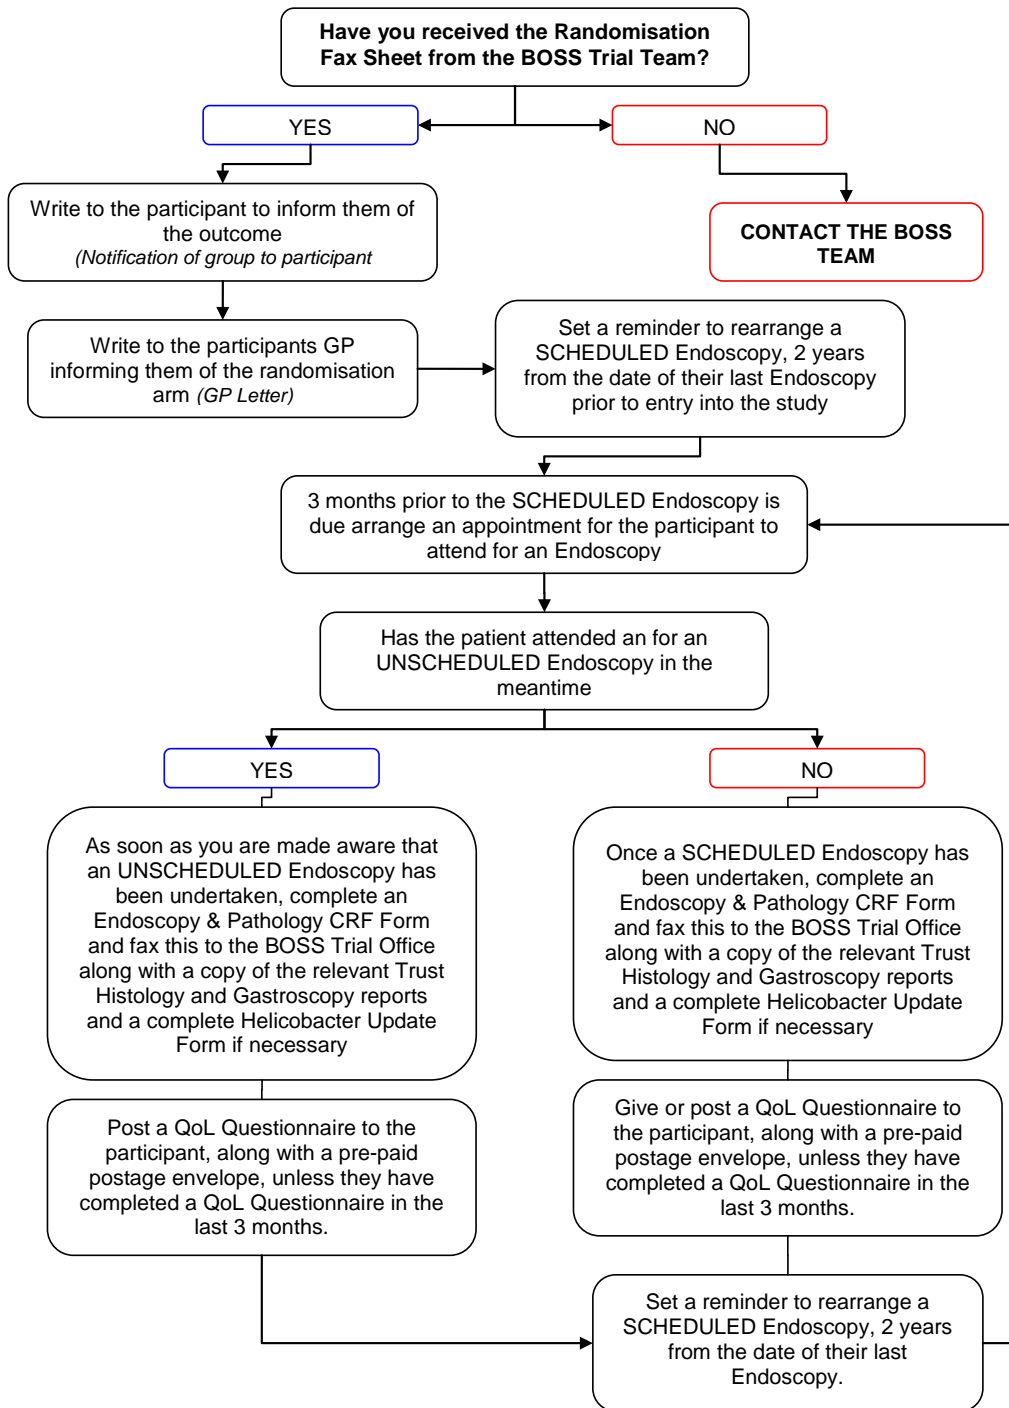 Have you received the Randomisation
Fax Sheet from the BOSS Trial Team?
YES
NO
Write to the participant to inform them of
the outcome
(Notification of group to participant
CONTACT THE BOSS
TEAM
Write to the participants GP
informing them of the randomisation
arm (GP Letter)
Set a reminder to rearrange a
SCHEDULED Endoscopy, 2 years
from the date of their last Endoscopy
prior to entry into the study
3 months prior to the SCHEDULED Endoscopy is
due arrange an appointment for the participant to
attend for an Endoscopy
Has the patient attended an for an
UNSCHEDULED Endoscopy in the
meantime
YES
NO
As soon as you are made aware that
an UNSCHEDULED Endoscopy has
been undertaken, complete an
Endoscopy & Pathology CRF Form
and fax this to the BOSS Trial Office
along with a copy of the relevant Trust
Histology and Gastroscopy reports
and a complete Helicobacter Update
Form if necessary
Once a SCHEDULED Endoscopy has
been undertaken, complete an
Endoscopy & Pathology CRF Form
and fax this to the BOSS Trial Office
along with a copy of the relevant Trust
Histology and Gastroscopy reports
and a complete Helicobacter Update
Form if necessary
Post a QoL Questionnaire to the
participant, along with a pre-paid
postage envelope, unless they have
completed a QoL Questionnaire in the
last 3 months.
Give or post a QoL Questionnaire to
the participant, along with a pre-paid
postage envelope, unless they have
completed a QoL Questionnaire in the
last 3 months.
Set a reminder to rearrange a
SCHEDULED Endoscopy, 2 years
from the date of their last
Endoscopy.